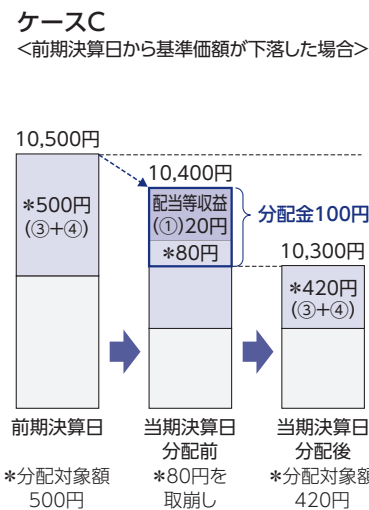 ケースC
<前期決算日から基準価額が下落した場合>
10,500円
10,400円
*500円
(③+④)
配当等収益
(①)20円
*80円
分配金100円
10,300円
*420円
(③+④)
前期決算日
当期決算日
分配前
当期決算日
分配後
*分配対象額
500円
*80円を
取崩し
*分配対象額
420円